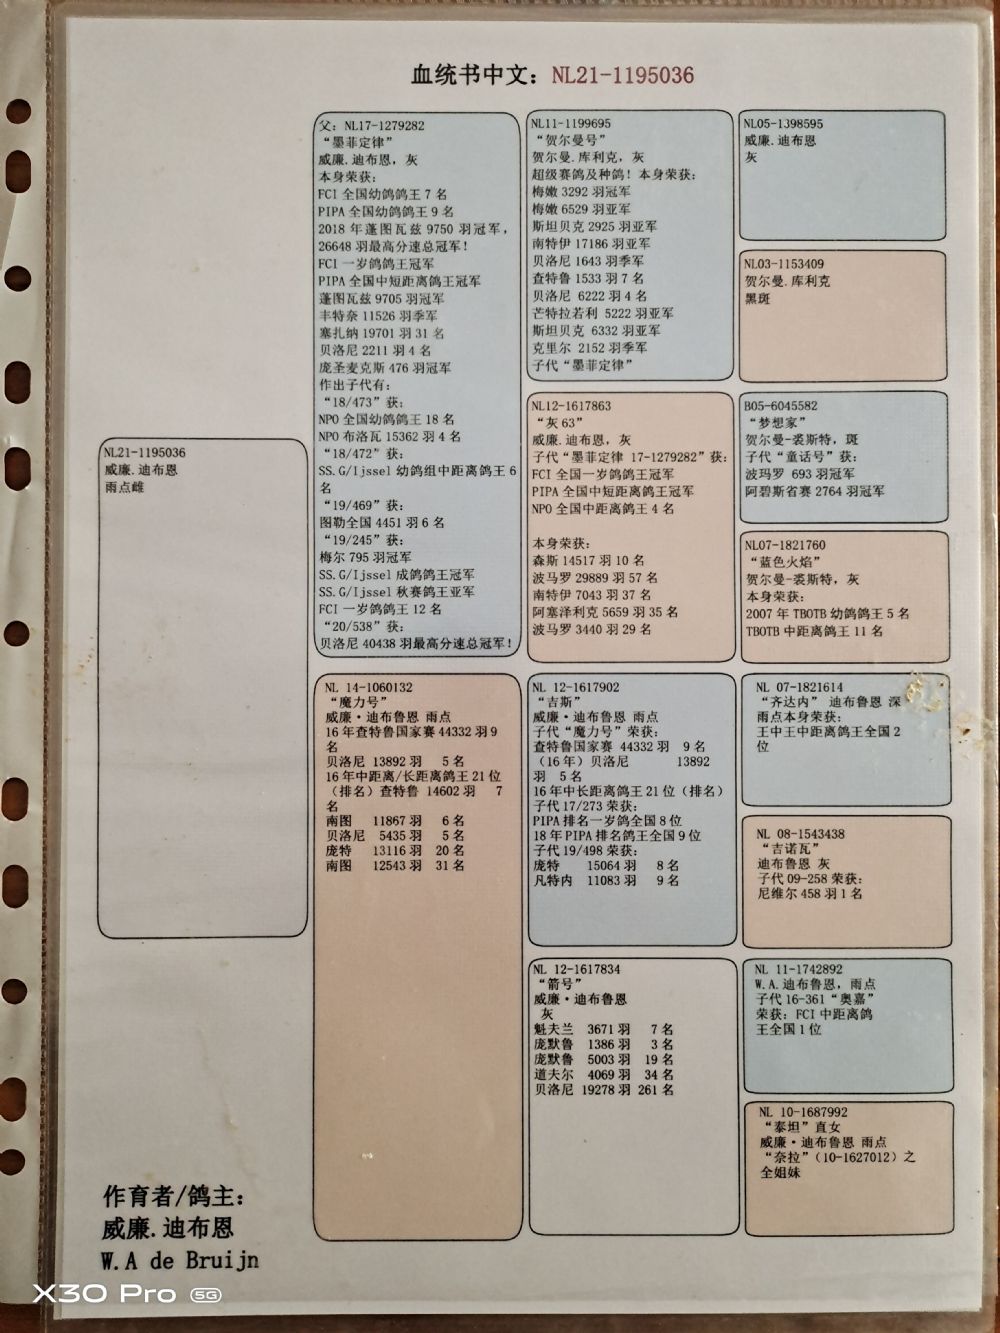 血统书中文：NL21-1195036
NL21-1195036
威廉.迪布恩
雨点雌
父：NL17-1279282
“墨菲定律”
威廉.迪布恩，灰
本身荣获：
FCI 全国幼鸽鸽王 7 名
PIPA 全国幼鸽鸽王 9 名
2018 年蓬图瓦兹 9750 羽冠军，
26648 羽最高分速总冠军！
FCI 一岁鸽鸽王冠军
PIPA 全国中短距离鸽王冠军
蓬图瓦兹 9705 羽冠军
丰特奈 11526 羽季军
塞扎纳 19701 羽 31 名
贝洛尼 2211 羽 4 名
庞圣麦克斯 476 羽冠军
作出子代有：
“18/473”获：
NPO 全国幼鸽鸽王 18 名
NPO 布洛瓦 15362 羽 4 名
“18/472”获：
SS.G/Ijssel 幼鸽组中距离鸽王 6
名
“19/469”获：
图勒全国 4451 羽 6 名
“19/245”获：
梅尔 795 羽冠军
SS.G/Ijssel 成鸽鸽王冠军
SS.G/Ijssel 秋赛鸽王亚军
FCI 一岁鸽鸽王 12 名
“20/538”获：
贝洛尼 40438 羽最高分速总冠军！
NL 14-1060132
“魔力号”
威廉·迪布鲁恩 雨点
16 年查特鲁国家赛 44332 羽 9
名
贝洛尼 13892 羽 5 名
16 年中距离/长距离鸽王 21 位
（排名）查特鲁 14602 羽 7
名
南图 11867 羽 6 名
贝洛尼 5435 羽 5 名
庞特 13116 羽 20 名
南图 12543 羽 31 名
NL11-1199695
“贺尔曼号”
贺尔曼.库利克，灰
超级赛鸽及种鸽！本身荣获：
梅嫩 3292 羽冠军
梅嫩 6529 羽亚军
斯坦贝克 2925 羽亚军
南特伊 17186 羽亚军
贝洛尼 1643 羽季军
查特鲁 1533 羽 7 名
贝洛尼 6222 羽 4 名
芒特拉若利 5222 羽亚军
斯坦贝克 6332 羽亚军
克里尔 2152 羽季军
子代“墨菲定律”
NL12-1617863
“灰 63”
威廉.迪布恩，灰
子代“墨菲定律 17-1279282”获：
FCI 全国一岁鸽鸽王冠军
PIPA 全国中短距离鸽王冠军
NPO 全国中距离鸽王 4 名
本身荣获：
森斯 14517 羽 10 名
波马罗 29889 羽 57 名
南特伊 7043 羽 37 名
阿塞泽利克 5659 羽 35 名
波马罗 3440 羽 29 名
NL 12-1617902
“吉斯”
威廉·迪布鲁恩 雨点
子代“魔力号”荣获：
查特鲁国家赛 44332 羽 9 名
（16 年）贝洛尼 13892
羽 5 名
16 年中长距离鸽王 21 位（排名）
子代 17/273 荣获：
PIPA 排名一岁鸽全国 8 位
18 年 PIPA 排名鸽王全国 9 位
子代 19/498 荣获：
庞特 15064 羽 8 名
凡特内 11083 羽 9 名
NL 12-1617834
“箭号”
威廉·迪布鲁恩
灰
魁夫兰 3671 羽 7 名
庞默鲁 1386 羽 3 名
庞默鲁 5003 羽 19 名
道夫尔 4069 羽 34 名
贝洛尼 19278 羽 261 名
NL05-1398595
威廉.迪布恩
灰
NL03-1153409
贺尔曼.库利克
黑斑
B05-6045582
“梦想家”
贺尔曼-裘斯特，斑
子代“童话号”获：
波玛罗 693 羽冠军
阿碧斯省赛 2764 羽冠军
NL07-1821760
“蓝色火焰”
贺尔曼-裘斯特，灰
本身荣获：
2007 年 TBOTB 幼鸽鸽王 5 名
TBOTB 中距离鸽王 11 名
NL 07-1821614
“齐达内” 迪布鲁恩 深
雨点本身荣获：
王中王中距离鸽王全国 2
位
NL 08-1543438
“吉诺瓦”
迪布鲁恩 灰
子代 09-258 荣获：
尼维尔 458 羽 1 名
NL 11-1742892
W.A.迪布鲁恩，雨点
子代 16-361“奥嘉”
荣获：FCI 中距离鸽
王全国 1 位
NL 10-1687992
“泰坦”直女
威廉·迪布鲁恩 雨点
“奈拉”（10-1627012）之
全姐妹
作育者/鸽主：
威廉.迪布恩
W.A de Bruijn
X30 Pro 5G